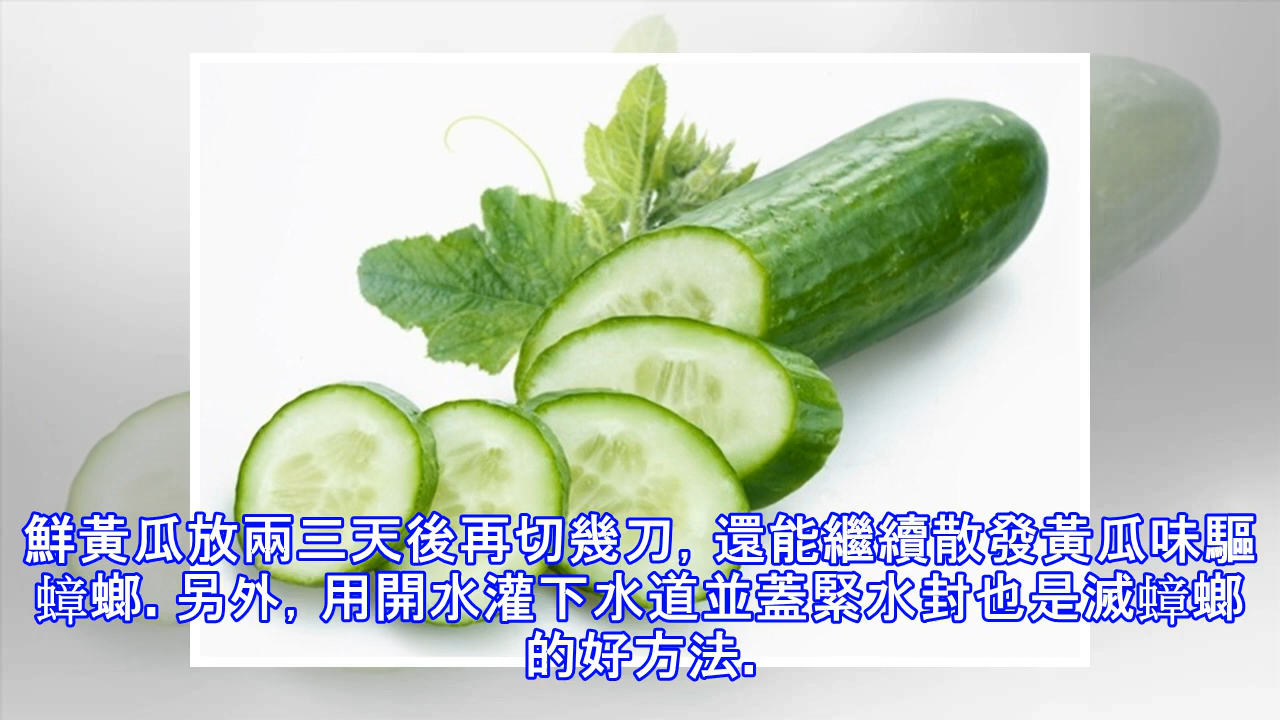 鮮黃瓜放兩三天後再切幾刀, 還能繼續散發黃瓜味驅
蟑螂. 另外, 用開水灌下水道並蓋緊水封也是滅蟑螂
的好方法.